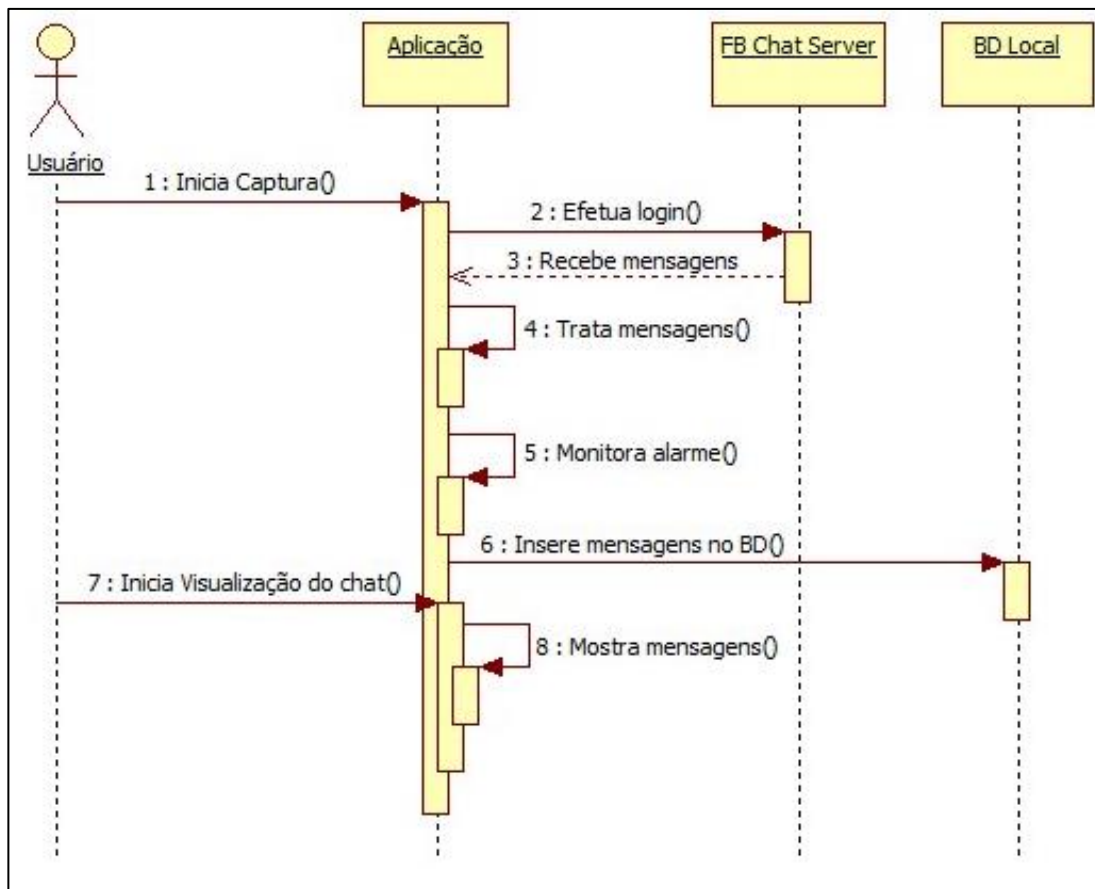 Aplicação
FB Chat Server
BD Local
Usuário
1 : Inicia Captura()
2 : Efetua login()
3 : Recebe mensagens
4 : Trata mensagens()
5 : Monitora alarme()
6 : Insere mensagens no BD()
7 : Inicia Visualização do chat()
8 : Mostra mensagens()